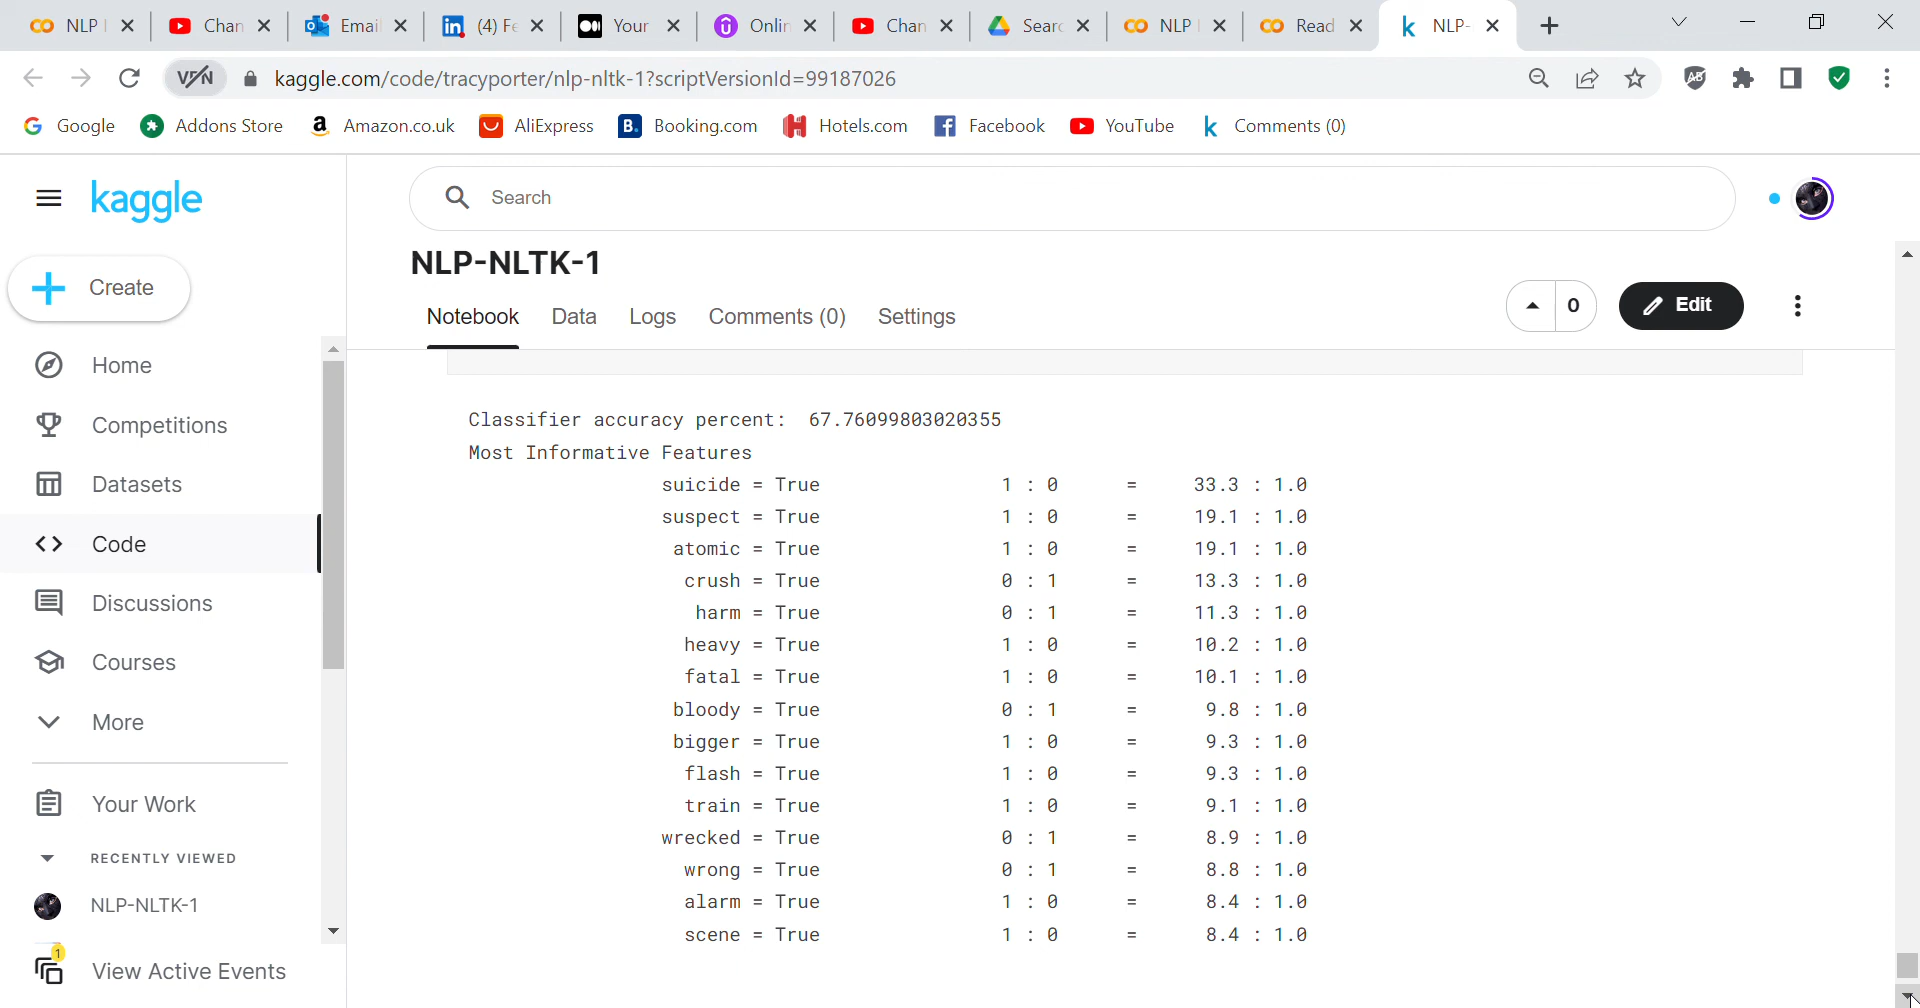 NLP Chan Emai (4) Fe Your Onlin Chan Searc NLP Read NLP-
VPN kaggle.com/code/tracyporter/nlp-nltk-1?scriptVersionId=99187026
Google Addons Store Amazon.co.uk AliExpress B. Booking.com Hotels.com Facebook YouTube Comments (0)
kaggle
Search
Create
NLP-NLTK-1
Notebook Data Logs Comments (0) Settings
0 Edit
Home
Competitions
Datasets
Code
Discussions
Courses
More
Your Work
RECENTLY VIEWED
NLP-NLTK-1
1
View Active Events
Classifier accuracy percent: 67.76099803020355
Most Informative Features
suicide = True 1 : 0 = 33.3 : 1.0
suspect = True 1 : 0 = 19.1 : 1.0
atomic = True 1 : 0 = 19.1 : 1.0
crush = True 0 : 1 = 13.3 : 1.0
harm = True 0 : 1 = 11.3 : 1.0
heavy = True 1 : 0 = 10.2 : 1.0
fatal = True 1 : 0 = 10.1 : 1.0
bloody = True 0 : 1 = 9.8 : 1.0
bigger = True 1 : 0 = 9.3 : 1.0
flash = True 1 : 0 = 9.3 : 1.0
train = True 1 : 0 = 9.1 : 1.0
wrecked = True 0 : 1 = 8.9 : 1.0
wrong = True 0 : 1 = 8.8 : 1.0
alarm = True 1 : 0 = 8.4 : 1.0
scene = True 1 : 0 = 8.4 : 1.0